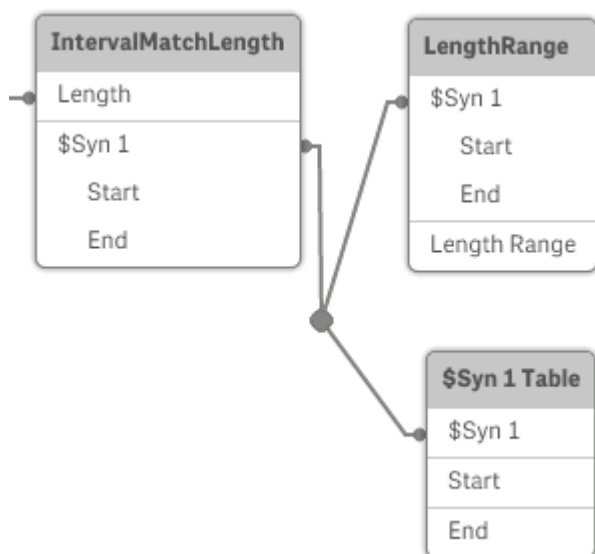 IntervalMatchLength
Length
$Syn 1
Start
End
LengthRange
$Syn 1
Start
End
Length Range
$Syn 1 Table
$Syn 1
Start
End